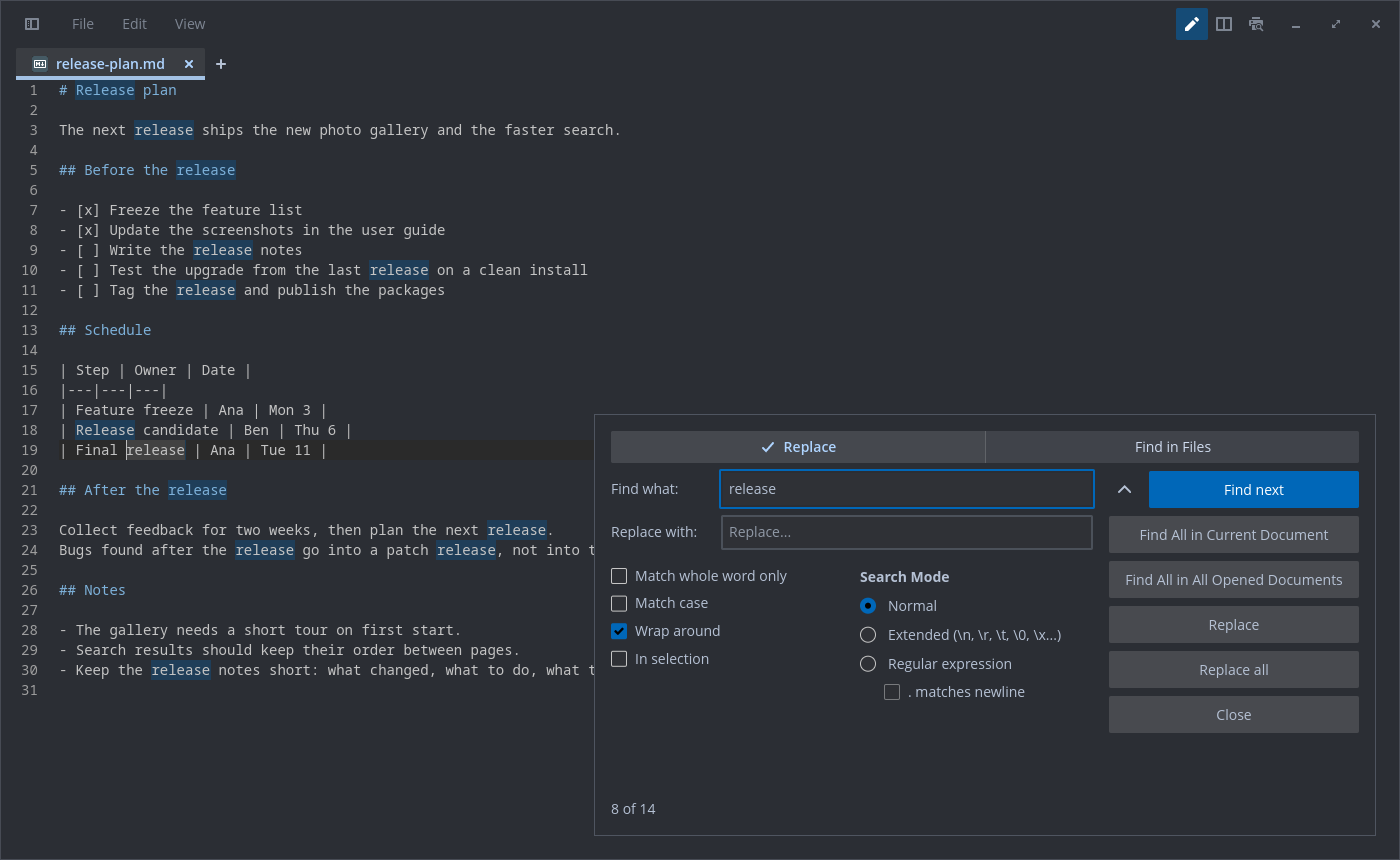 File Edit View
release-plan.md
1 # Release plan
2
3 The next release ships the new photo gallery and the faster search.
4
5 ## Before the release
6
7 - [x] Freeze the feature list
8 - [x] Update the screenshots in the user guide
9 - [ ] Write the release notes
10 - [ ] Test the upgrade from the last release on a clean install
11 - [ ] Tag the release and publish the packages
12
13 ## Schedule
14
15 | Step | Owner | Date |
16 |---|---|---|
17 | Feature freeze | Ana | Mon 3 |
18 | Release candidate | Ben | Thu 6 |
19 | Final release | Ana | Tue 11 |
20
21 ## After the release
22
23 Collect feedback for two weeks, then plan the next release.
24 Bugs found after the release go into a patch release, not into t
25
26 ## Notes
27
28 - The gallery needs a short tour on first start.
29 - Search results should keep their order between pages.
30 - Keep the release notes short: what changed, what to do, what t
31
Replace Find in Files
Find what: release Find next
Replace with: Replace... Find All in Current Document
Find All in All Opened Documents
Replace
Replace all
Close
Match whole word only
Match case
Wrap around
In selection
Search Mode
Normal
Extended (\n, \r, \t, \0, \x...)
Regular expression
. matches newline
8 of 14